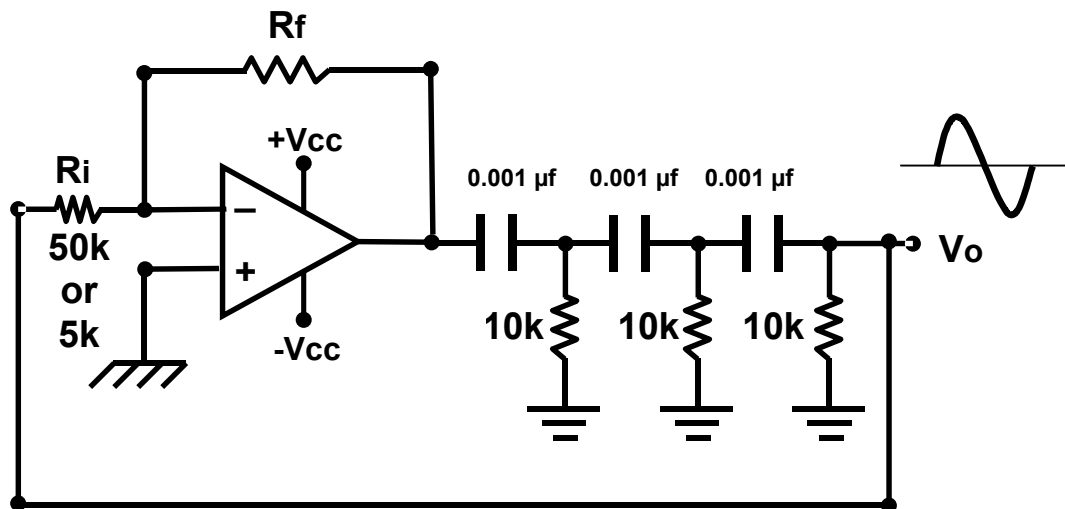 Rf
+Vcc
Ri
0.001 µf 0.001 µf 0.001 µf
−
50k
or
5k
+
Vo
10k 10k 10k
-Vcc